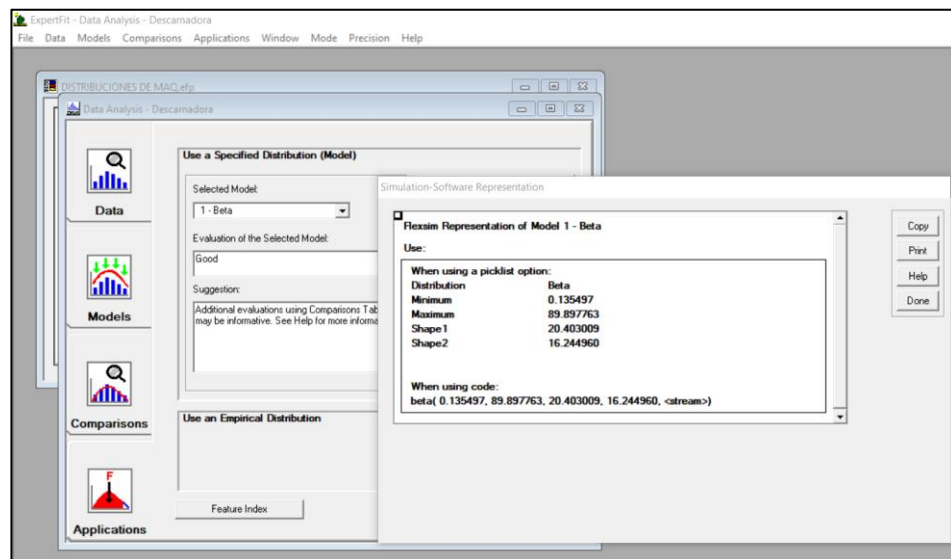 ExpertFit - Data Analysis - Descarnadora
File Data Models Comparisons Applications Window Mode Precision Help
DISTRIBUCIONES DE MAQ.efp
Data Analysis - Descarnadora
Data
Models
Comparisons
Applications
Use a Specified Distribution (Model)
Selected Model:
1 - Beta
Evaluation of the Selected Model:
Good
Suggestion:
Additional evaluations using Comparisons Tab
may be informative. See Help for more informa
Use an Empirical Distribution
Feature Index
Simulation-Software Representation
Flexsim Representation of Model 1 - Beta
Use:
When using a picklist option:
Distribution Beta
Minimum 0.135497
Maximum 89.897763
Shape1 20.403009
Shape2 16.244960
When using code:
beta( 0.135497, 89.897763, 20.403009, 16.244960, <stream>)
Copy
Print
Help
Done